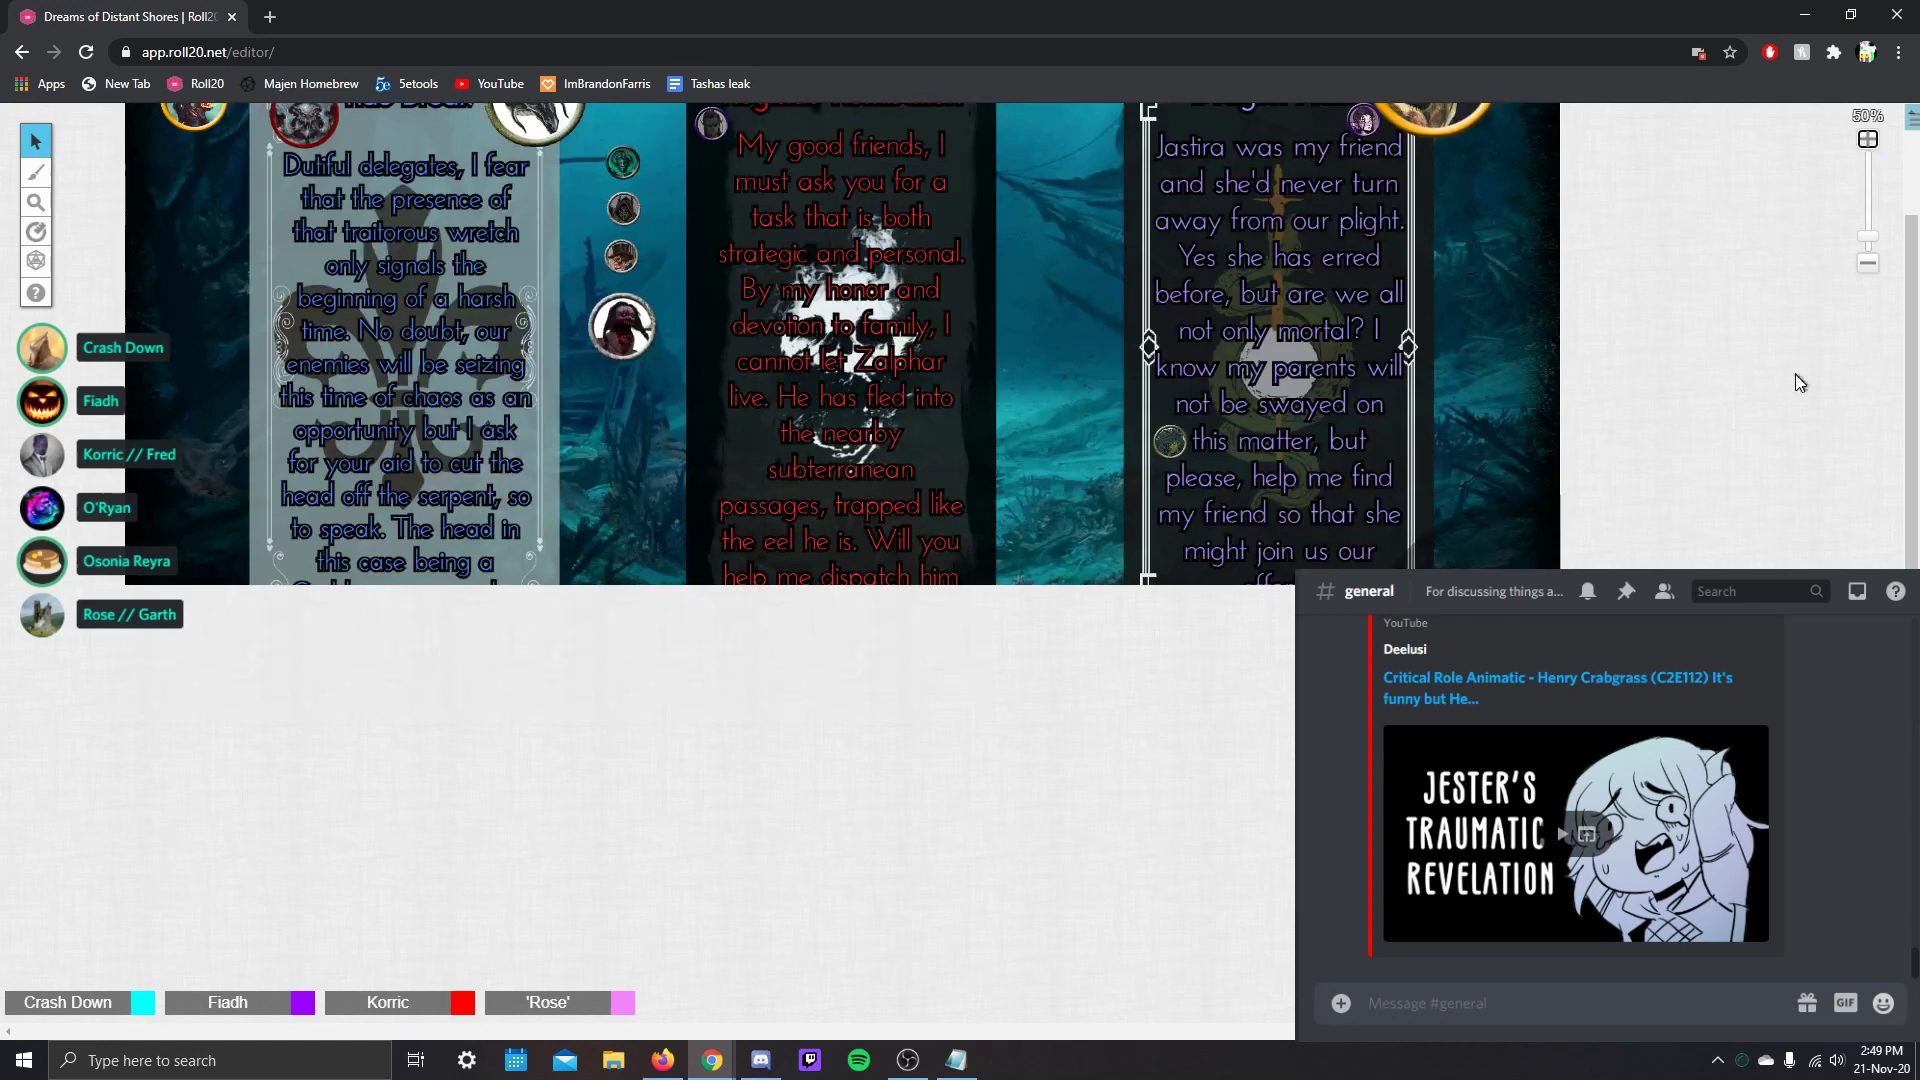 Dreams of Distant Shores | Roll20
app.roll20.net/editor/
Apps
New Tab
Roll20
Majen Homebrew
5etools
YouTube
ImBrandonFarris
Tashas leak
50%
Dutiful delegates, I fear
that the presence of
that traitorous wretch
only signals the
beginning of a harsh
time. No doubt, our
enemies will be seizing
this time of chaos as an
opportunity but I ask
for your aid to cut the
head off the serpent, so
to speak. The head in
this case being a
My good friends, I
must ask you for a
task that is both
strategic and personal.
By my honor and
devotion to family, I
cannot let Zalphar
live. He has fled into
the nearby
subterranean
passages, trapped like
the eel he is. Will you
help me dispatch him
Jastira was my friend
and she'd never turn
away from our plight.
Yes she has erred
before, but are we all
not only mortal? I
know my parents will
not be swayed on
this matter, but
please, help me find
my friend so that she
might join us our
Crash Down
Fiadh
Korric // Fred
O'Ryan
Osonia Reyra
Rose // Garth
# general
For discussing things a...
Search
YouTube
Deelusi
Critical Role Animatic - Henry Crabgrass (C2E112) It's
funny but He...
JESTER'S
TRAUMATIC
REVELATION
Message #general
GIF
Crash Down
Fiadh
Korric
'Rose'
Type here to search
2:49 PM
21-Nov-20